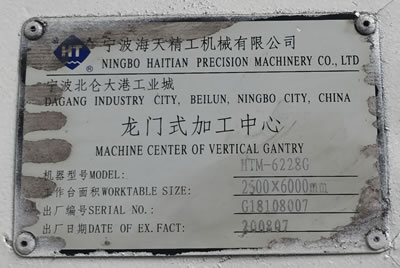 HT 宁波海天精工机械有限公司
NINGBO HAITIAN PRECISION MACHINERY CO., LTD
宁波北仑大港工业城
DAGANG INDUSTRY CITY, BEILUN, NINGBO CITY, CHINA
龙门式加工中心
MACHINE CENTER OF VERTICAL GANTRY
机器型号MODEL: HTM-6228G
工作台面积WORKTABLE SIZE: 2500×6000mm
出厂编号SERIAL NO.: G18108007
出厂日期DATE OF EX. FACT: 200807